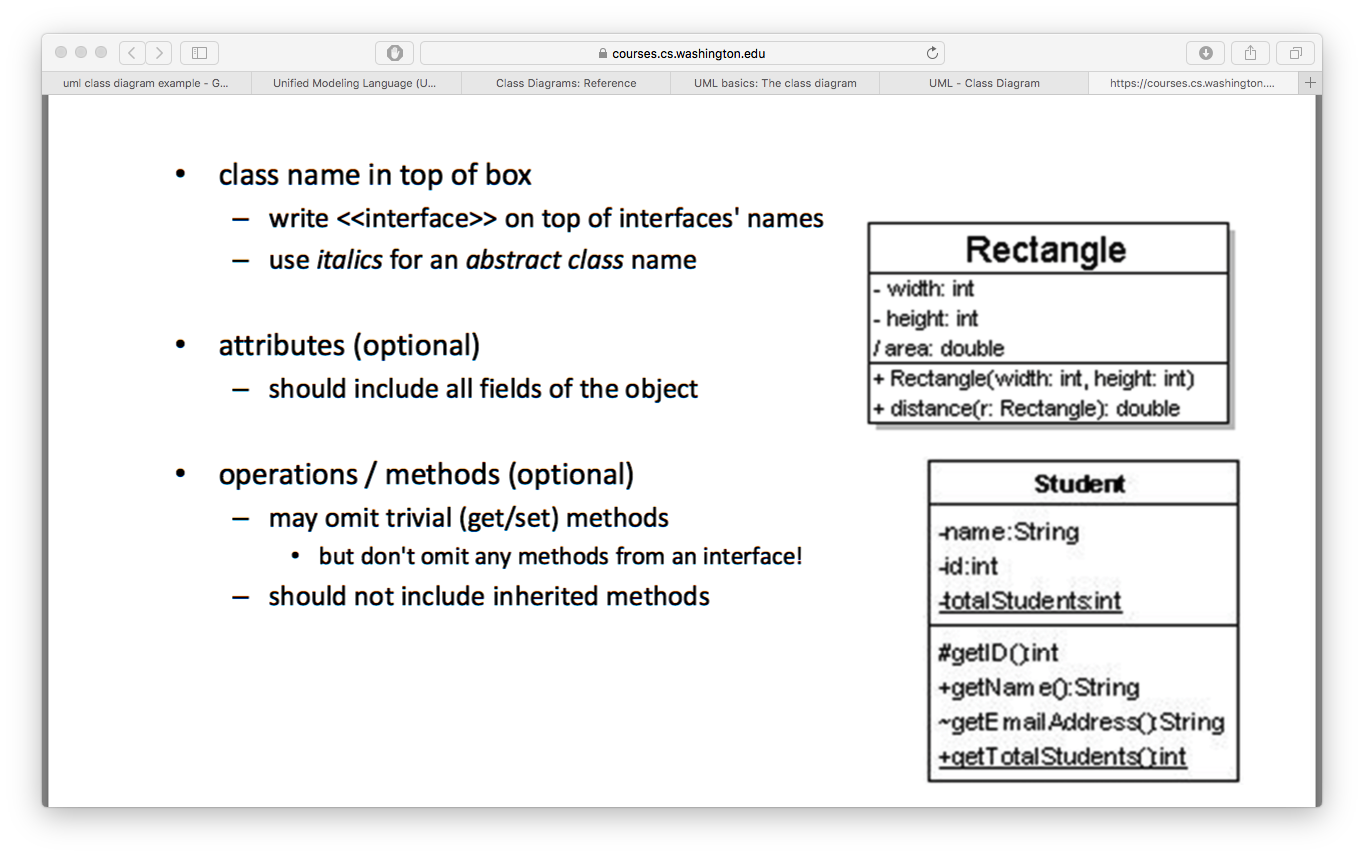 courses.cs.washington.edu
uml class diagram example - G...
Unified Modeling Language (U...
Class Diagrams: Reference
UML basics: The class diagram
UML - Class Diagram
https://courses.cs.washington....
• class name in top of box
– write <<interface>> on top of interfaces' names
– use italics for an abstract class name
• attributes (optional)
– should include all fields of the object
• operations / methods (optional)
– may omit trivial (get/set) methods
• but don't omit any methods from an interface!
– should not include inherited methods
Rectangle
- width: int
- height: int
/ area: double
+ Rectangle(width: int, height: int)
+ distance(r: Rectangle): double
Student
-name:String
-id:int
-totalStudents:int
#getID():int
+getName():String
~getEmailAddress():String
+getTotalStudents():int